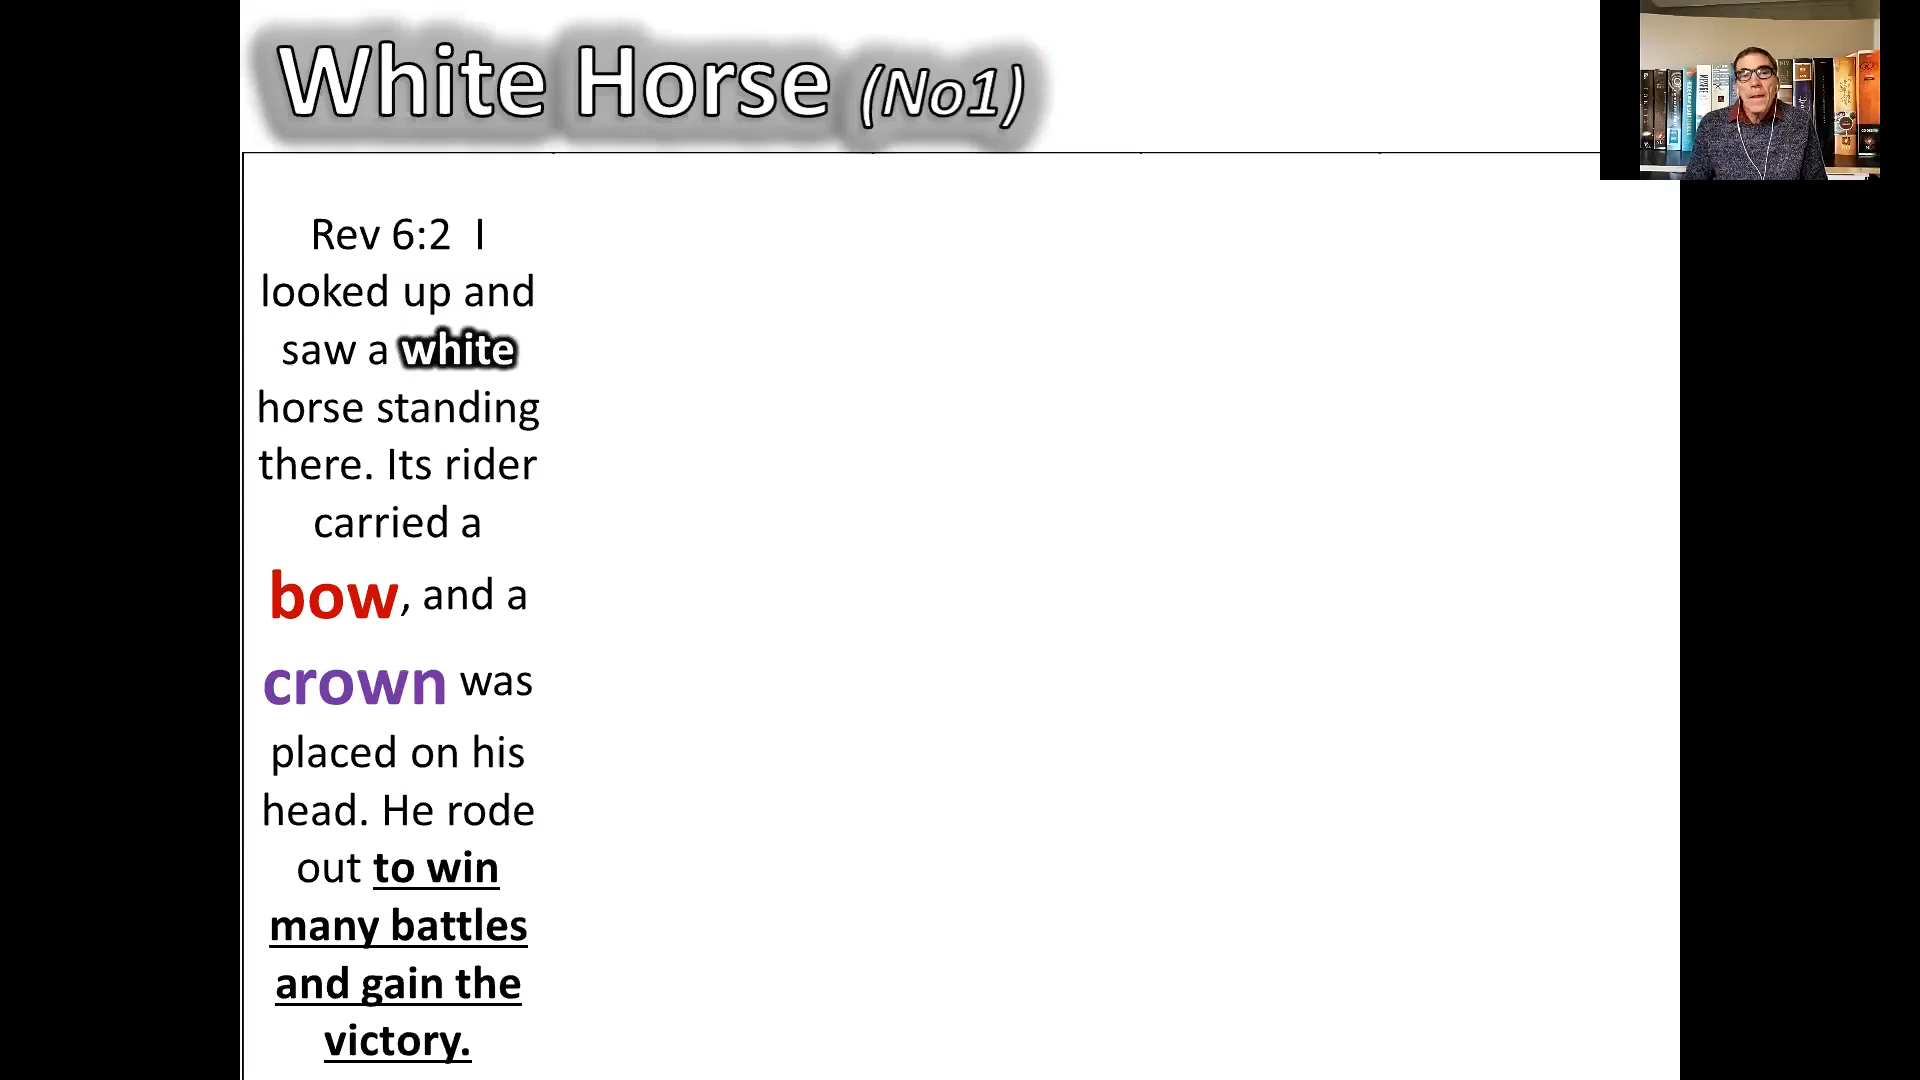 White Horse (No1)
Rev 6:2 I
looked up and
saw a white
horse standing
there. Its rider
carried a
bow, and a
crown was
placed on his
head. He rode
out to win
many battles
and gain the
victory.